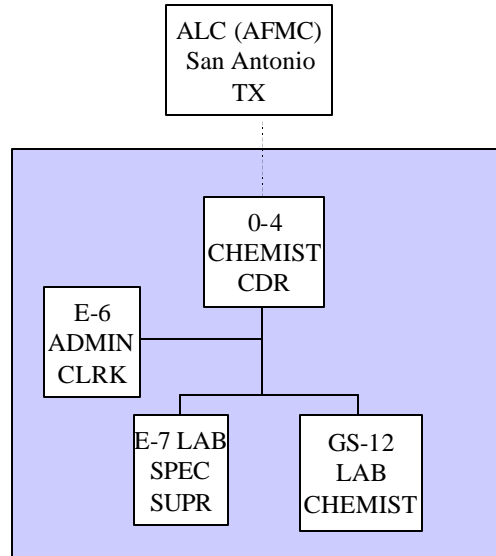 ALC (AFMC)
San Antonio
TX
0-4
CHEMIST
CDR
E-6
ADMIN
CLRK
E-7 LAB
SPEC
SUPR
GS-12
LAB
CHEMIST